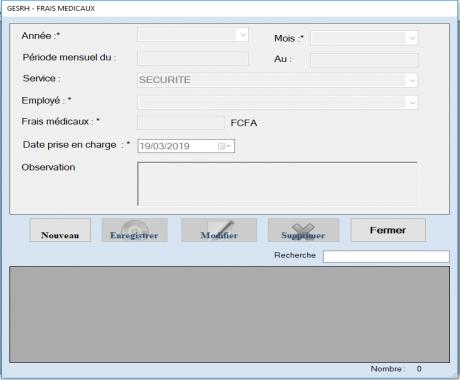 GESRH - FRAIS MEDICAUX
Année :* Mois :*
Période mensuel du : Au :
Service : SECURITE
Employé : *
Frais médicaux : * FCFA
Date prise en charge : * 19/03/2019
Observation
Nouveau Enregistrer Modifier Supprimer Fermer
Recherche
Nombre : 0